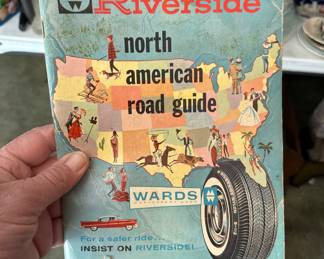 Riverside
north
american
road guide
WARDS
For a safer ride...
INSIST ON RIVERSIDE!